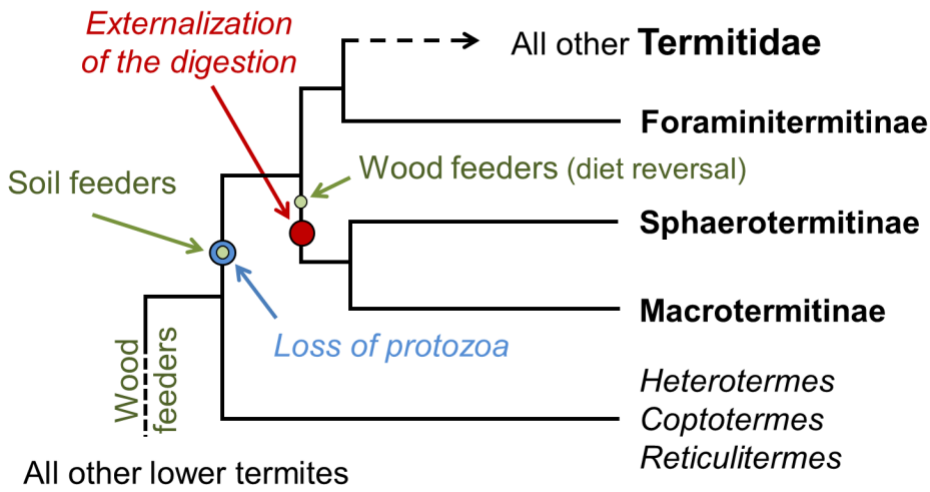 Externalization
of the digestion
All other Termitidae
Foraminitermitinae
Wood feeders (diet reversal)
Soil feeders
Sphaerotermitinae
Macrotermitinae
Loss of protozoa
Wood
feeders
Heterotermes
Coptotermes
Reticulitermes
All other lower termites